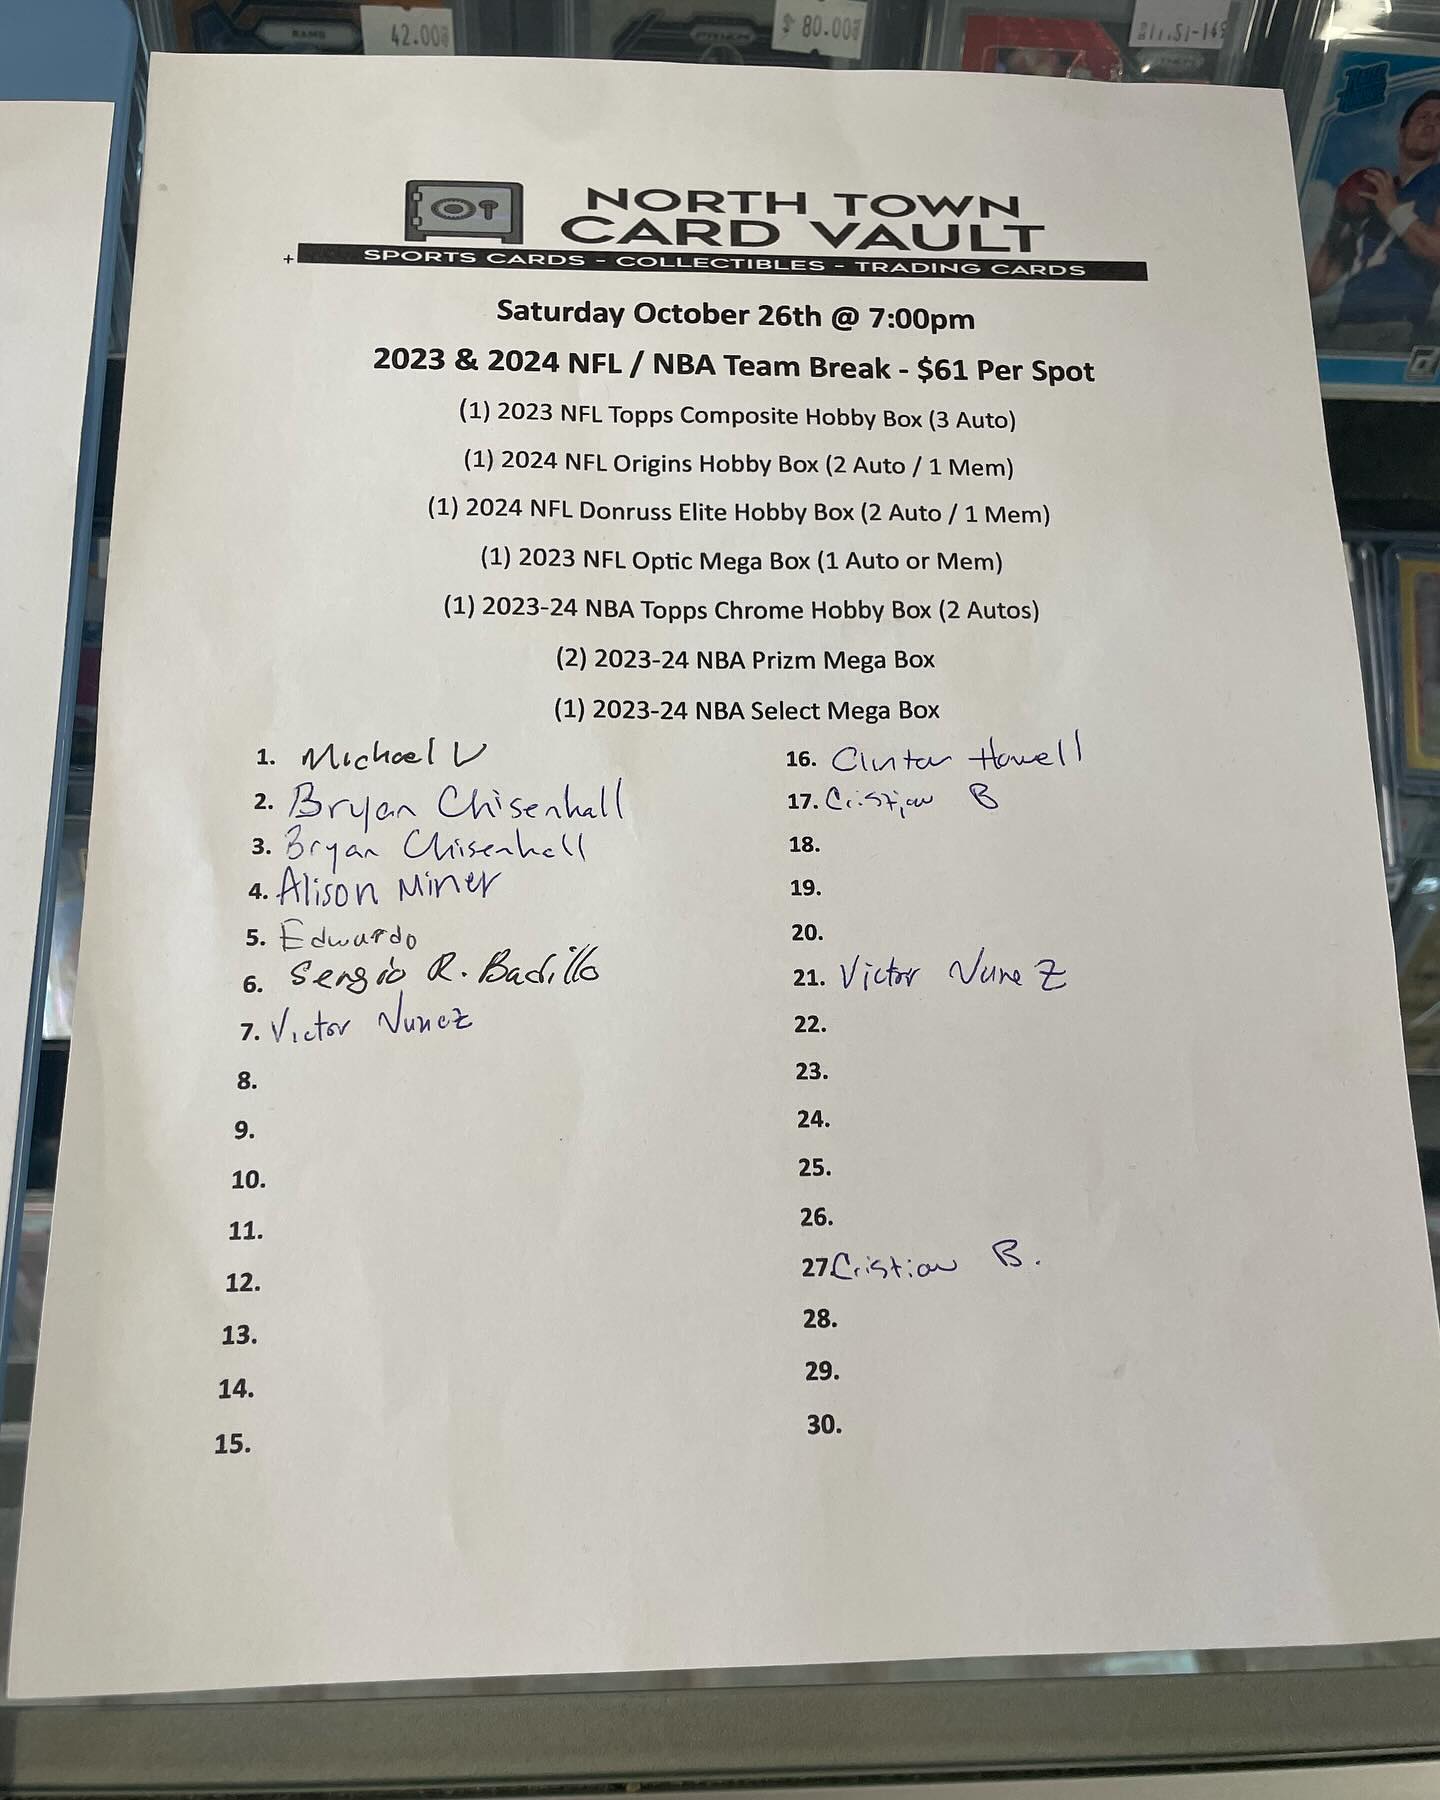 RAMS
42.00
$ 80.00
NORTH TOWN
CARD VAULT
SPORTS CARDS - COLLECTIBLES - TRADING CARDS
Saturday October 26th @ 7:00pm
2023 & 2024 NFL / NBA Team Break - $61 Per Spot
(1) 2023 NFL Topps Composite Hobby Box (3 Auto)
(1) 2024 NFL Origins Hobby Box (2 Auto / 1 Mem)
(1) 2024 NFL Donruss Elite Hobby Box (2 Auto / 1 Mem)
(1) 2023 NFL Optic Mega Box (1 Auto or Mem)
(1) 2023-24 NBA Topps Chrome Hobby Box (2 Autos)
(2) 2023-24 NBA Prizm Mega Box
(1) 2023-24 NBA Select Mega Box
1. Michael V
2. Bryan Chisenhall
3. Bryan Chisenhall
4. Alison Miner
5. Edwardo
6. Sergio R. Badillo
7. Victor Nunez
8.
9.
10.
11.
12.
13.
14.
15.
16. Clinton Howell
17. Cristian B
18.
19.
20.
21. Victor Nunez
22.
23.
24.
25.
26.
27. Cristian B.
28.
29.
30.